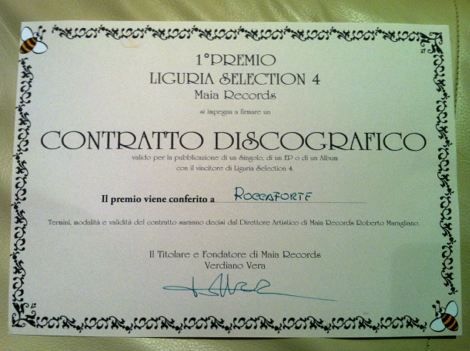 1°PREMIO
LIGURIA SELECTION 4
Maia Records
si impegna a firmare un
CONTRATTO DISCOGRAFICO
valido per la pubblicazione di un Singolo, di un EP o di un Album
con il vincitore di Liguria Selection 4.
Il premio viene conferito a ROCCAFORTE
Termini, modalità e validità del contratto saranno decisi dal Direttore Artistico di Maia Records Roberto Maragliano.
Il Titolare e Fondatore di Maia Records
Verdiano Vera